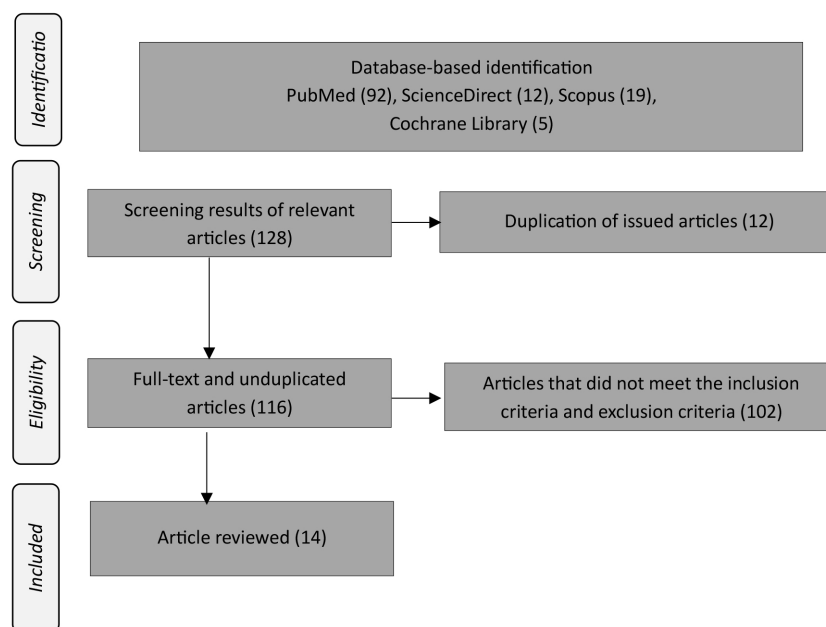 Identificatio
Database-based identification
PubMed (92), ScienceDirect (12), Scopus (19),
Cochrane Library (5)
Screening
Screening results of relevant
articles (128)
Duplication of issued articles (12)
Eligibility
Full-text and unduplicated
articles (116)
Articles that did not meet the inclusion
criteria and exclusion criteria (102)
Included
Article reviewed (14)